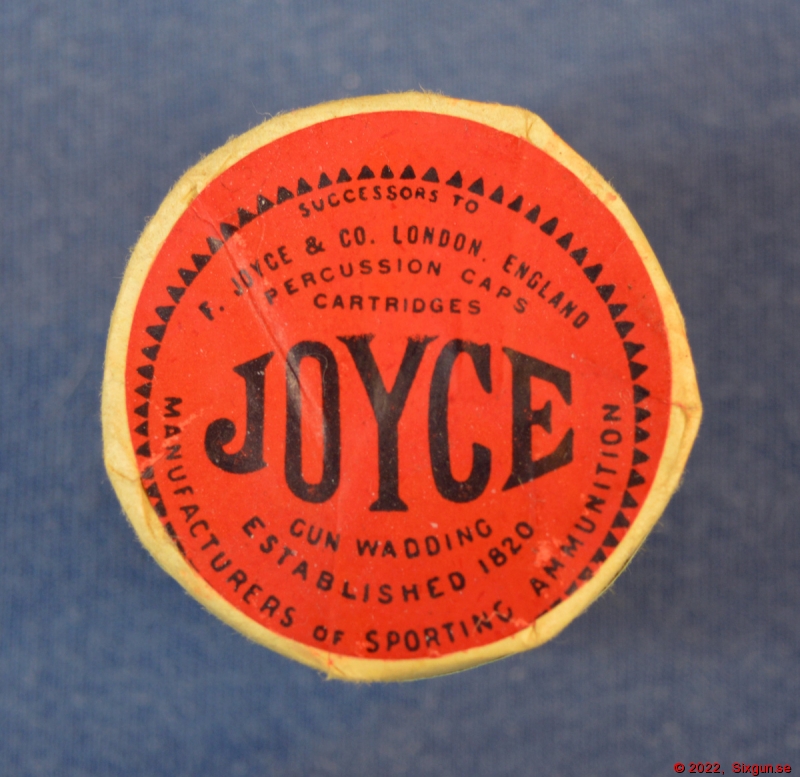 SUCCESSORS TO
F. JOYCE & CO. LONDON. ENGLAND
PERCUSSION CAPS
CARTRIDGES
JOYCE
GUN WADDING
ESTABLISHED 1820
MANUFACTURERS OF SPORTING AMMUNITION
© 2022, Sixgun.se